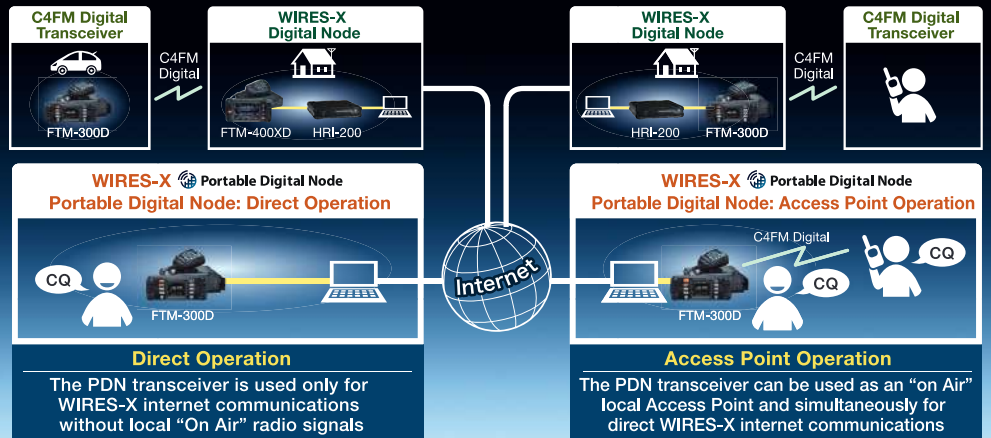 C4FM Digital
Transceiver
C4FM
Digital
FTM-300D
WIRES-X
Digital Node
FTM-400XD
HRI-200
WIRES-X
Digital Node
HRI-200
FTM-300D
C4FM
Digital
C4FM Digital
Transceiver
WIRES-X Portable Digital Node
Portable Digital Node: Direct Operation
CQ
FTM-300D
Internet
WIRES-X Portable Digital Node
Portable Digital Node: Access Point Operation
C4FM Digital
CQ
CQ
FTM-300D
Direct Operation
The PDN transceiver is used only for
WIRES-X internet communications
without local “On Air” radio signals
Access Point Operation
The PDN transceiver can be used as an “on Air”
local Access Point and simultaneously for
direct WIRES-X internet communications